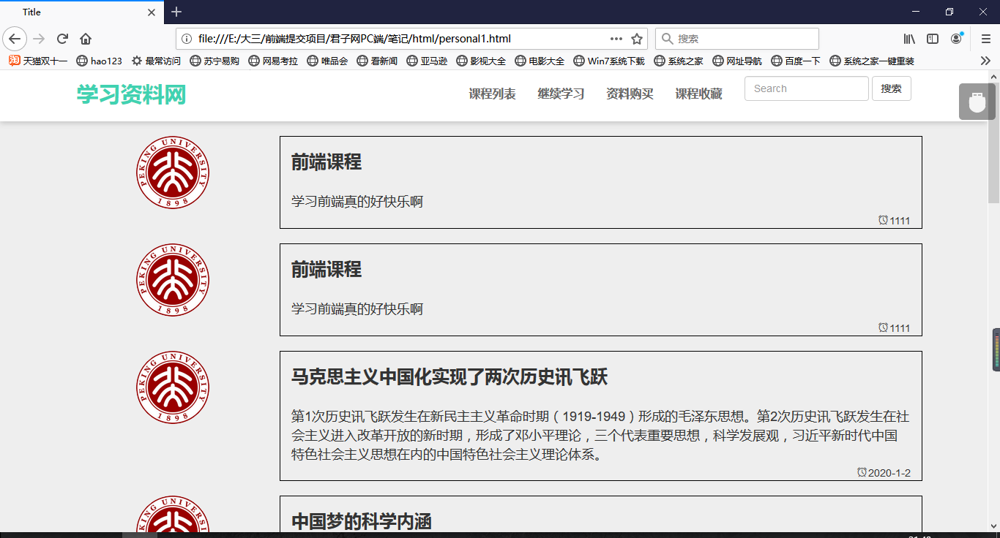 Title
file:///E:/大三/前端提交项目/君子网PC端/笔记/html/personal1.html
搜索
淘 天猫双十一 hao123 最常访问 苏宁易购 网易考拉 唯品会 看新闻 亚马逊 影视大全 电影大全 Win7系统下载 系统之家 网址导航 百度一下 系统之家一键重装
学习资料网
课程列表 继续学习 资料购买 课程收藏 Search 搜索
PEKING UNIVERSITY
1898
前端课程
学习前端真的好快乐啊
1111
PEKING UNIVERSITY
1898
前端课程
学习前端真的好快乐啊
1111
PEKING UNIVERSITY
1898
马克思主义中国化实现了两次历史讯飞跃
第1次历史讯飞跃发生在新民主主义革命时期（1919-1949）形成的毛泽东思想。第2次历史讯飞跃发生在社
会主义进入改革开放的新时期，形成了邓小平理论，三个代表重要思想，科学发展观，习近平新时代中国
特色社会主义思想在内的中国特色社会主义理论体系。
2020-1-2
中国梦的科学内涵